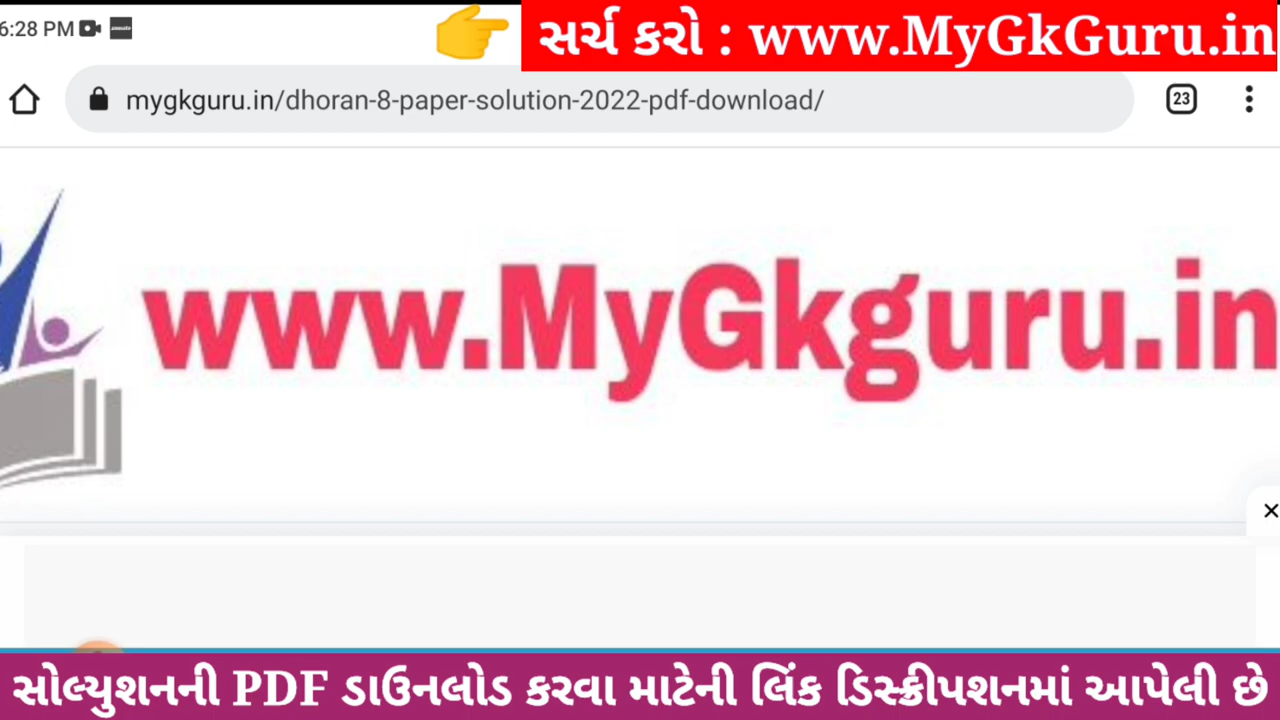 6:28 PM
👉 સર્ચ કરો : www.MyGkGuru.in
mygkguru.in/dhoran-8-paper-solution-2022-pdf-download/
23
www.MyGkguru.in
સોલ્યુશનની PDF ડાઉનલોડ કરવા માટેની લિંક ડિસ્ક્રીપશનમાં આપેલી છે